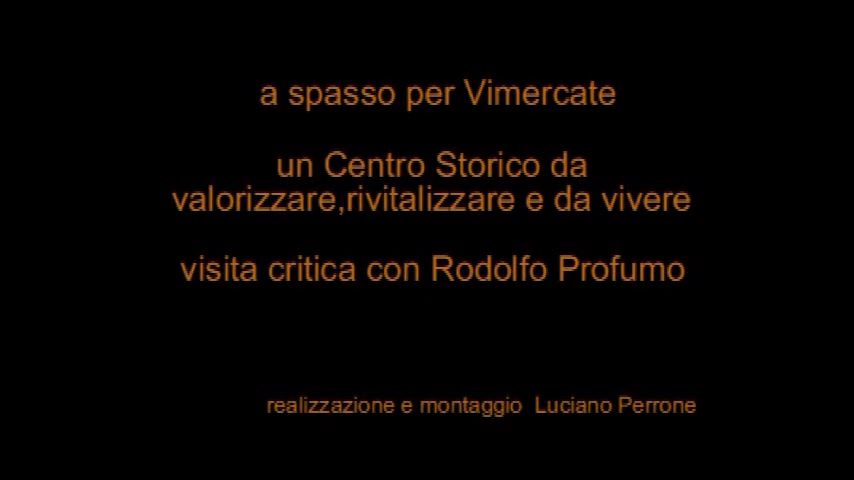 a spasso per Vimercate
un Centro Storico da
valorizzare,rivitalizzare e da vivere
visita critica con Rodolfo Profumo
realizzazione e montaggio  Luciano Perrone